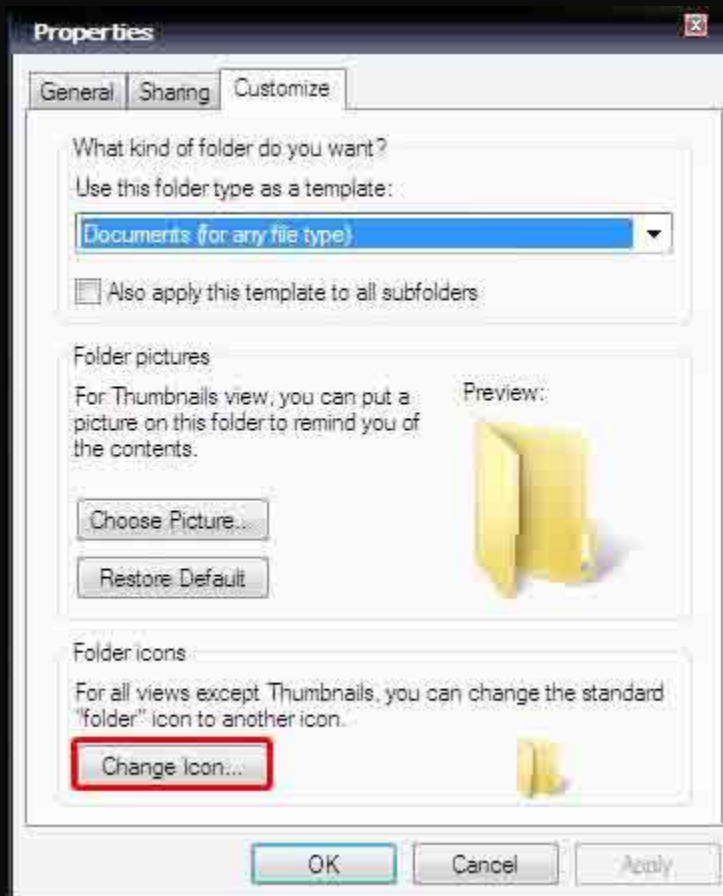 Properties
General Sharing Customize
What kind of folder do you want?
Use this folder type as a template:
Documents (for any file type)
Also apply this template to all subfolders
Folder pictures
For Thumbnails view, you can put a
picture on this folder to remind you of
the contents.
Preview:
Choose Picture...
Restore Default
Folder icons
For all views except Thumbnails, you can change the standard
"folder" icon to another icon.
Change Icon...
OK Cancel Apply